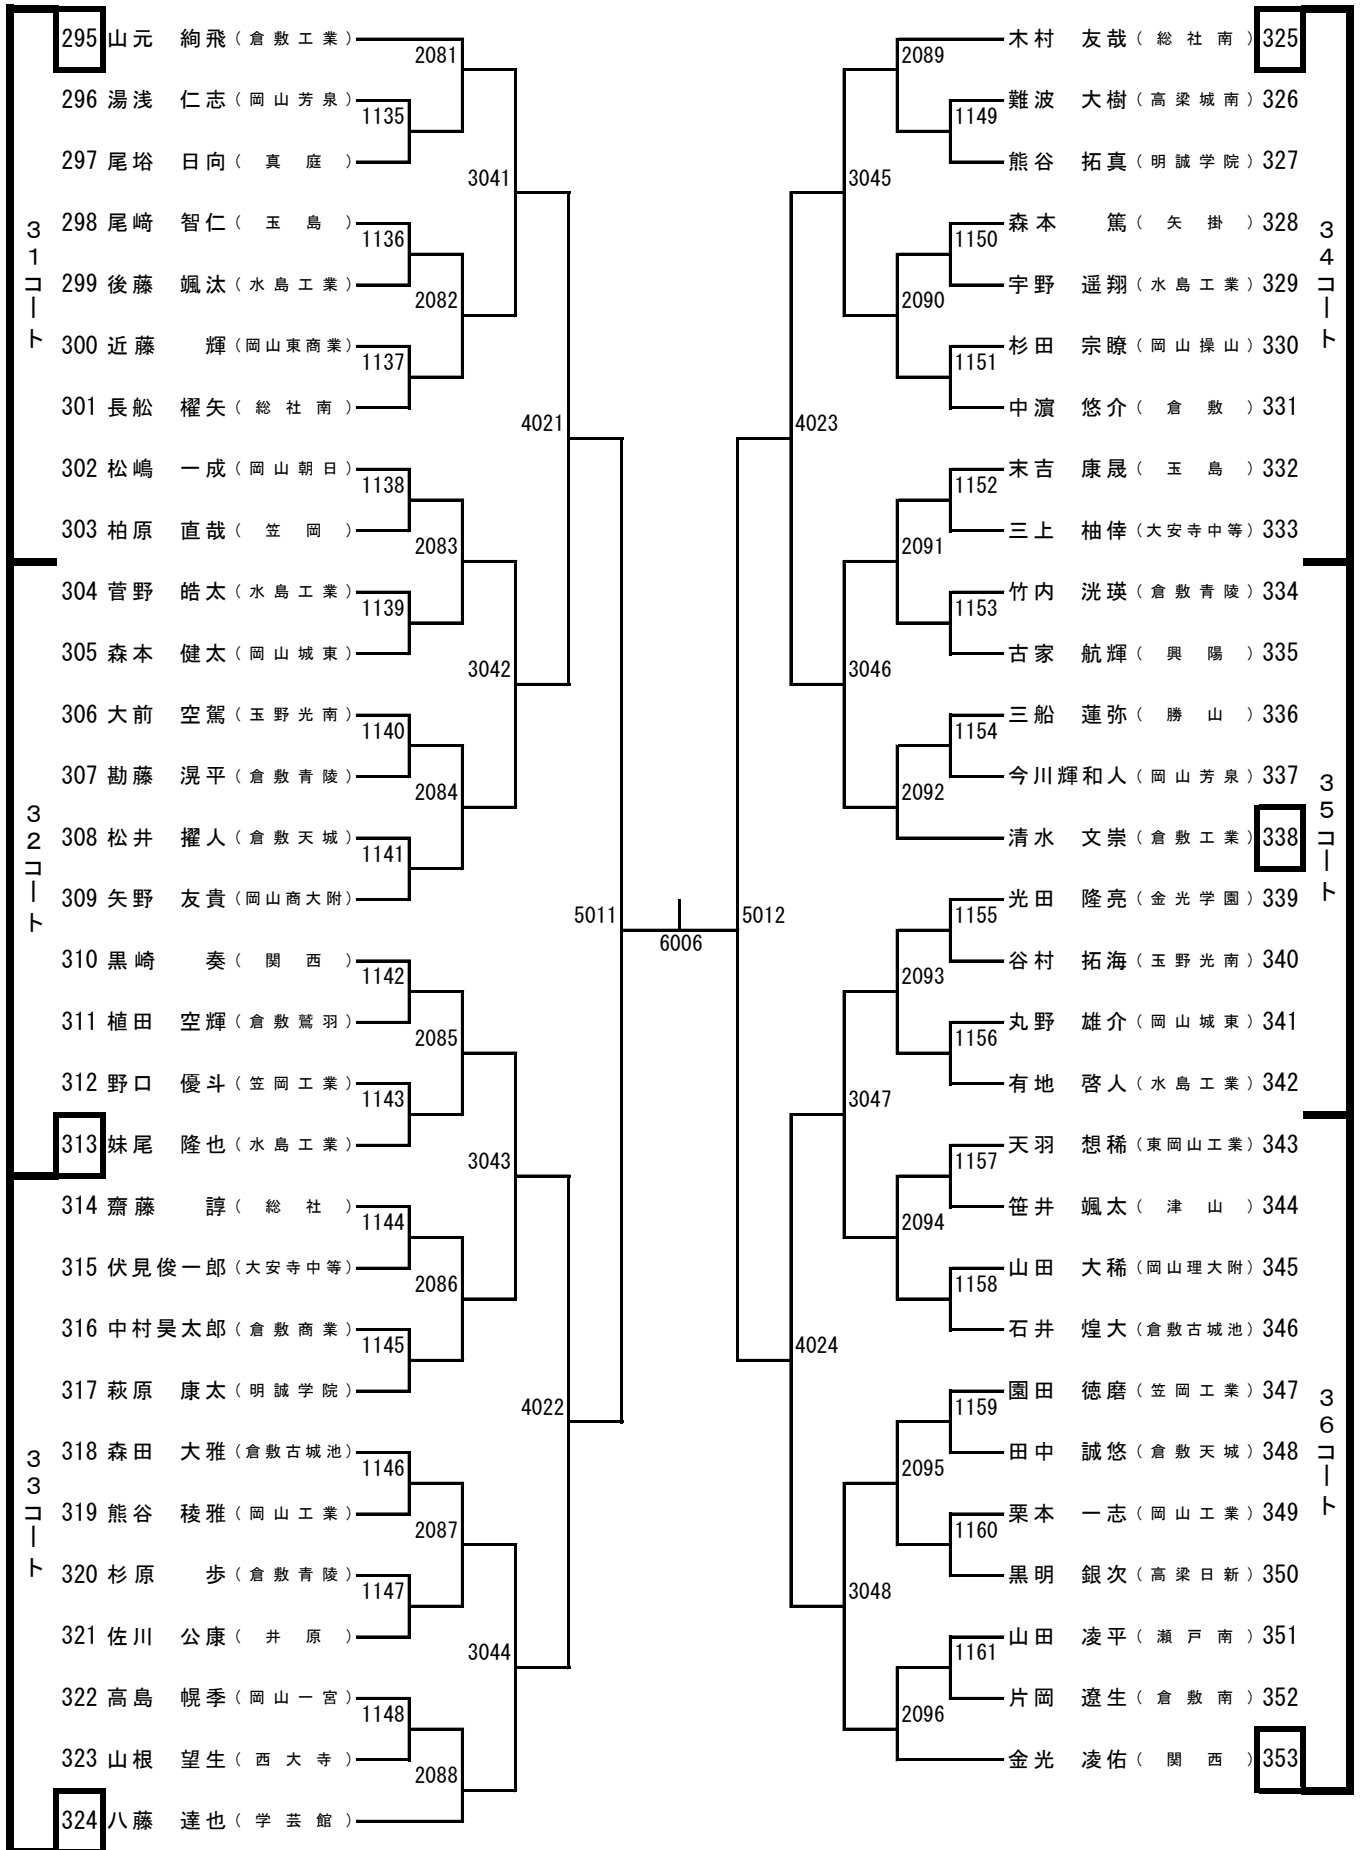 31コート
295 山元 絢飛(倉敷工業)
296 湯浅 仁志(岡山芳泉)
297 尾㟢 日向(真庭)
298 尾﨑 智仁(玉島)
299 後藤 颯汰(水島工業)
300 近藤 輝(岡山東商業)
301 長舩 櫂矢(総社南)
302 松嶋 一成(岡山朝日)
303 柏原 直哉(笠岡)
32コート
304 菅野 皓太(水島工業)
305 森本 健太(岡山城東)
306 大前 空駕(玉野光南)
307 勘藤 滉平(倉敷青陵)
308 松井 擢人(倉敷天城)
309 矢野 友貴(岡山商大附)
310 黒崎 奏(関西)
311 植田 空輝(倉敷鷲羽)
312 野口 優斗(笠岡工業)
313 妹尾 隆也(水島工業)
33コート
314 齋藤 諄(総社)
315 伏見俊一郎(大安寺中等)
316 中村昊太郎(倉敷商業)
317 萩原 康太(明誠学院)
318 森田 大雅(倉敷古城池)
319 熊谷 稜雅(岡山工業)
320 杉原 歩(倉敷青陵)
321 佐川 公康(井原)
322 高島 幌季(岡山一宮)
323 山根 望生(西大寺)
324 八藤 達也(学芸館)
1135
1136
1137
1138
1139
1140
1141
1142
1143
1144
1145
1146
1147
1148
2081
2082
2083
2084
2085
2086
2087
2088
3041
3042
3043
3044
4021
4022
5011
6006
5012
4023
4024
3045
3046
3047
3048
2089
2090
2091
2092
2093
2094
2095
2096
1149
1150
1151
1152
1153
1154
1155
1156
1157
1158
1159
1160
1161
34コート
木村 友哉(総社南)325
難波 大樹(高梁城南)326
熊谷 拓真(明誠学院)327
森本 篤(矢掛)328
宇野 遥翔(水島工業)329
杉田 宗瞭(岡山操山)330
中濵 悠介(倉敷)331
末吉 康晟(玉島)332
三上 柚倖(大安寺中等)333
35コート
竹内 洸瑛(倉敷青陵)334
古家 航輝(興陽)335
三船 蓮弥(勝山)336
今川輝和人(岡山芳泉)337
清水 文崇(倉敷工業)338
光田 隆亮(金光学園)339
谷村 拓海(玉野光南)340
丸野 雄介(岡山城東)341
有地 啓人(水島工業)342
36コート
天羽 想稀(東岡山工業)343
笹井 颯太(津山)344
山田 大稀(岡山理大附)345
石井 煌大(倉敷古城池)346
園田 徳磨(笠岡工業)347
田中 誠悠(倉敷天城)348
栗本 一志(岡山工業)349
黒明 銀次(高梁日新)350
山田 凌平(瀬戸南)351
片岡 遼生(倉敷南)352
金光 凌佑(関西)353